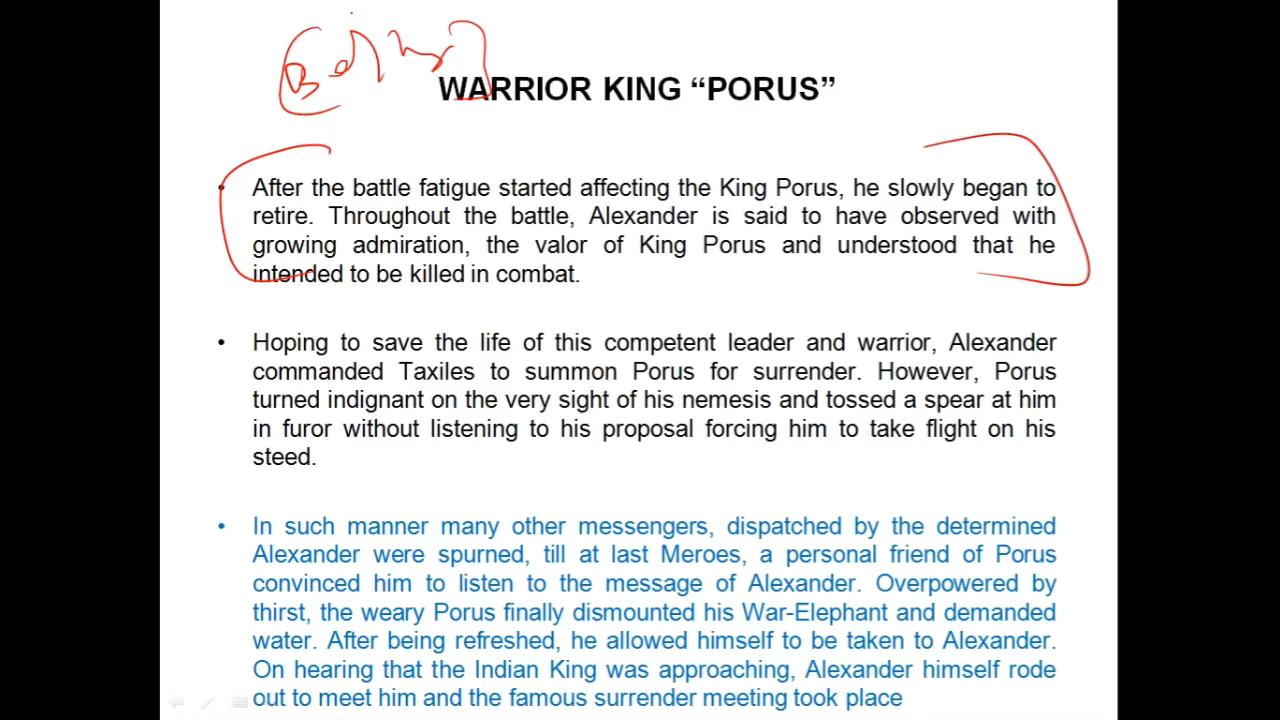 WARRIOR KING “PORUS”
• After the battle fatigue started affecting the King Porus, he slowly began to
retire. Throughout the battle, Alexander is said to have observed with
growing admiration, the valor of King Porus and understood that he
intended to be killed in combat.
• Hoping to save the life of this competent leader and warrior, Alexander
commanded Taxiles to summon Porus for surrender. However, Porus
turned indignant on the very sight of his nemesis and tossed a spear at him
in furor without listening to his proposal forcing him to take flight on his
steed.
• In such manner many other messengers, dispatched by the determined
Alexander were spurned, till at last Meroes, a personal friend of Porus
convinced him to listen to the message of Alexander. Overpowered by
thirst, the weary Porus finally dismounted his War-Elephant and demanded
water. After being refreshed, he allowed himself to be taken to Alexander.
On hearing that the Indian King was approaching, Alexander himself rode
out to meet him and the famous surrender meeting took place